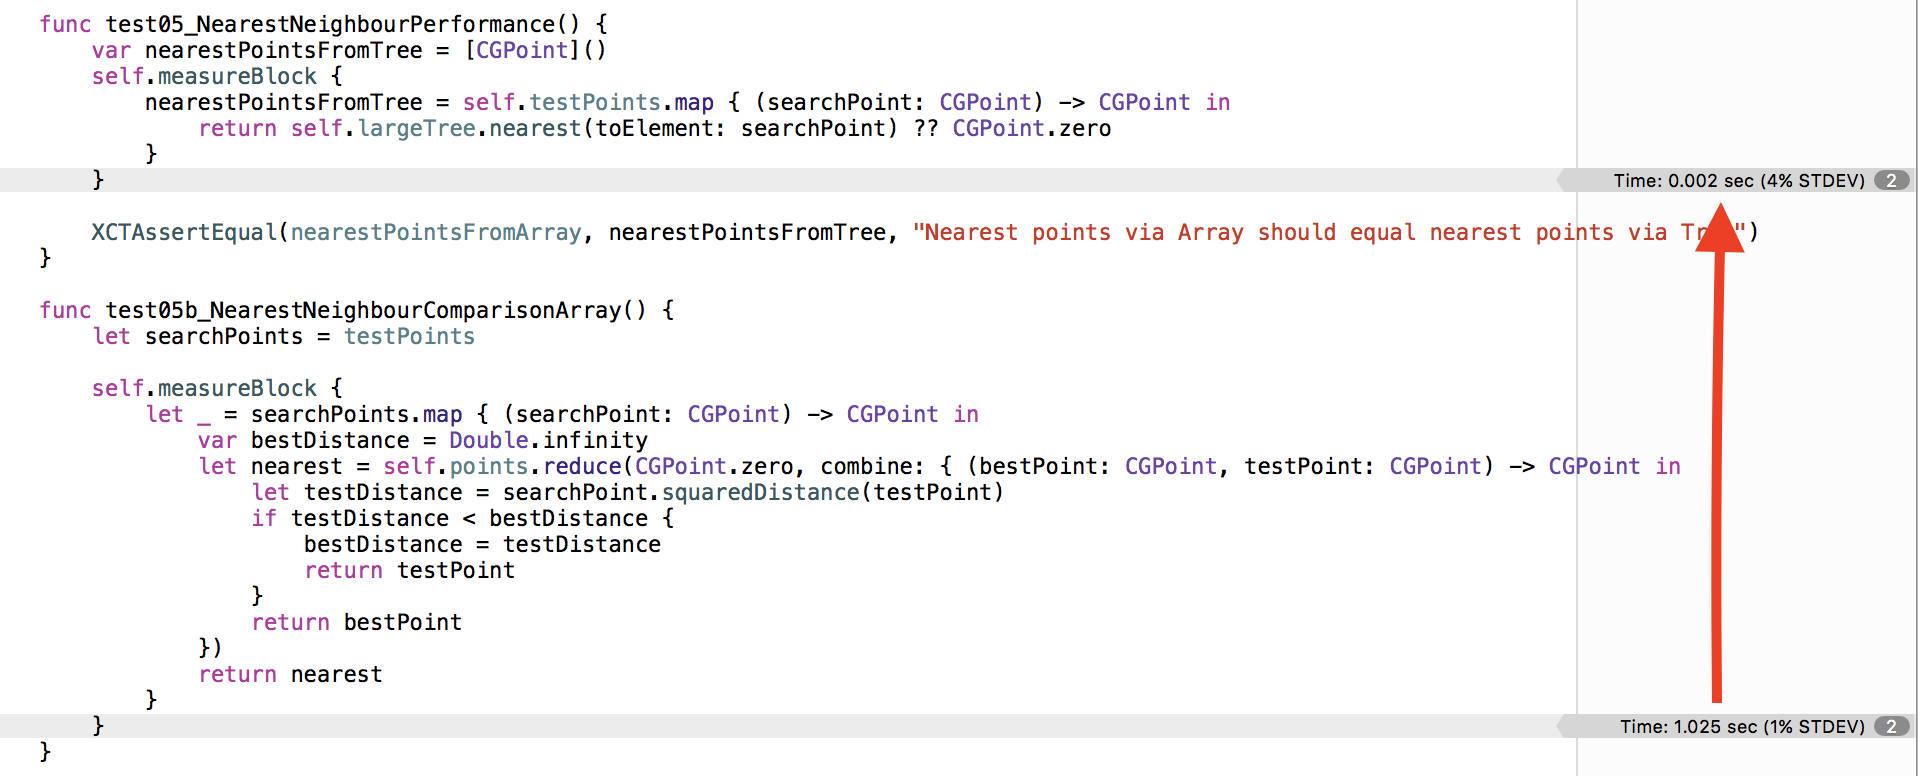 func test05_NearestNeighbourPerformance() {
    var nearestPointsFromTree = [CGPoint]()
    self.measureBlock {
        nearestPointsFromTree = self.testPoints.map { (searchPoint: CGPoint) -> CGPoint in
            return self.largeTree.nearest(toElement: searchPoint) ?? CGPoint.zero
        }
    } Time: 0.002 sec (4% STDEV) 2
    XCTAssertEqual(nearestPointsFromArray, nearestPointsFromTree, "Nearest points via Array should equal nearest points via ")
}
func test05b_NearestNeighbourComparisonArray() {
    let searchPoints = testPoints
    self.measureBlock {
        let _ = searchPoints.map { (searchPoint: CGPoint) -> CGPoint in
            var bestDistance = Double.infinity
            let nearest = self.points.reduce(CGPoint.zero, combine: { (bestPoint: CGPoint, testPoint: CGPoint) -> CGPoint in
                let testDistance = searchPoint.squaredDistance(testPoint)
                if testDistance < bestDistance {
                    bestDistance = testDistance
                    return testPoint
                }
                return bestPoint
            })
            return nearest
        }
    } Time: 1.025 sec (1% STDEV) 2
}